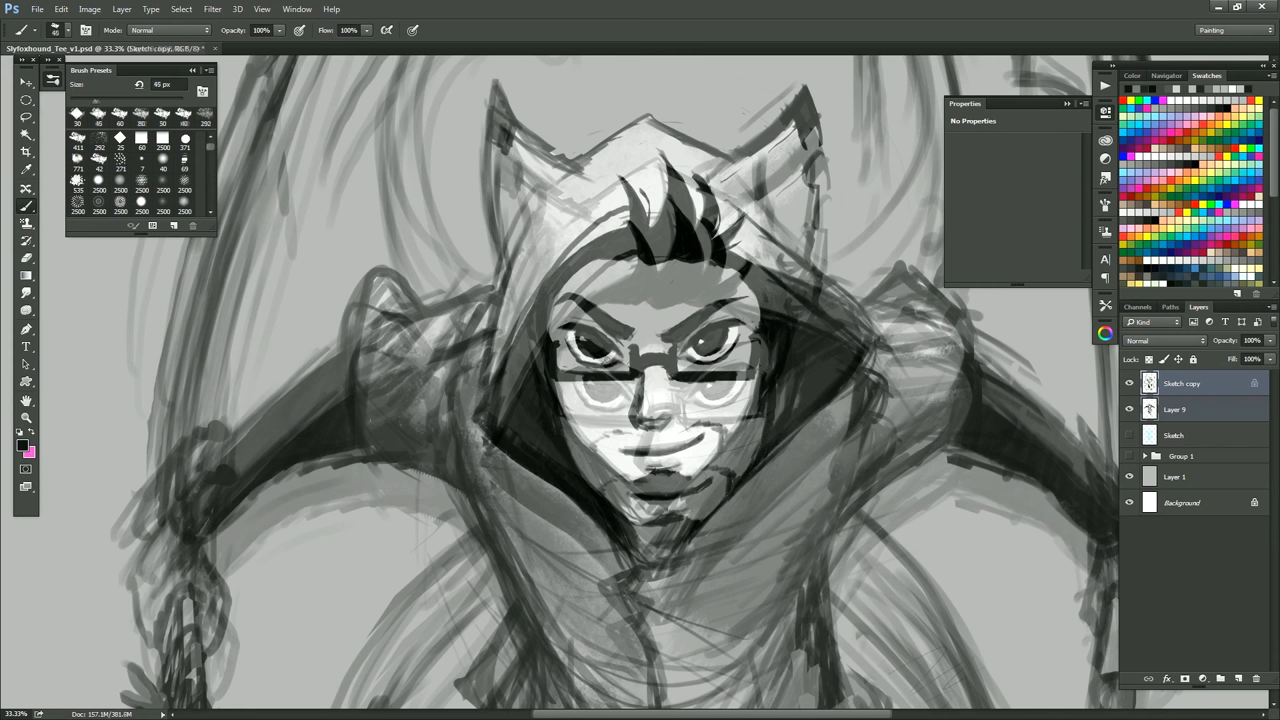 Ps File Edit Image Layer Type Select Filter 3D View Window Help
45 Mode: Normal Opacity: 100% Flow: 100% Painting
Slyfoxhound_Tee_v1.psd @ 33.3% (Sketch copy, RGB/8) * ×
Brush Presets
Size: 45 px
30 45 60 292
411 292 25 60 371
771 42 271 7 40 69
535 2500 2500 2500 2500 2500
2500 2500 2500 2500 2500 2500
Properties
No Properties
Color Navigator Swatches
Channels Paths Layers
Kind
Normal Opacity: 100%
Lock: Fill: 100%
Sketch copy
Layer 9
Sketch
Group 1
Layer 1
Background
33.33% Doc: 157.1M/381.6M